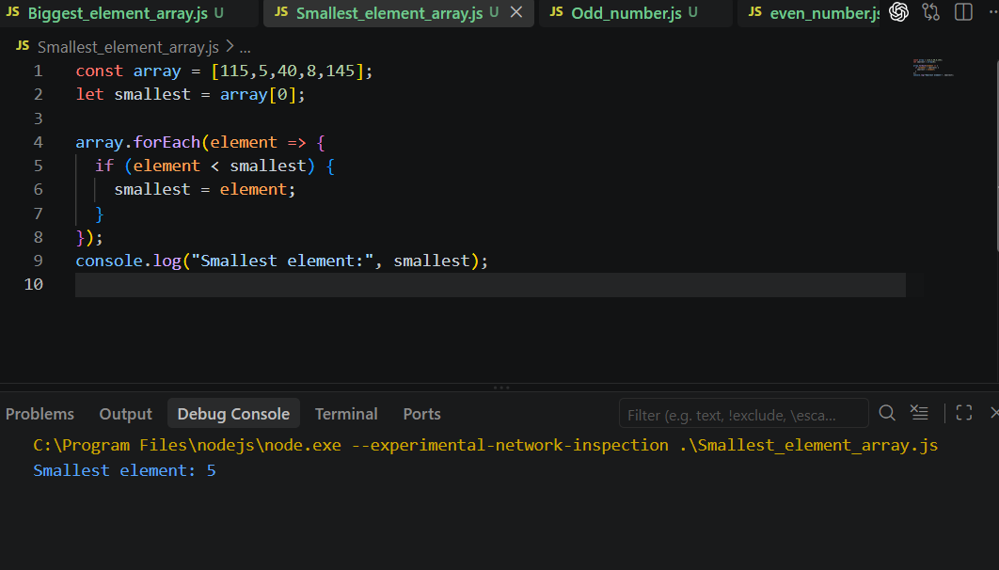 JS Biggest_element_array.js U JS Smallest_element_array.js U JS Odd_number.js U JS even_number.js
JS Smallest_element_array.js > ...
1 const array = [115,5,40,8,145];
2 let smallest = array[0];
3
4 array.forEach(element => {
5 if (element < smallest) {
6 smallest = element;
7 }
8 });
9 console.log("Smallest element:", smallest);
10
Problems Output Debug Console Terminal Ports Filter (e.g. text, !exclude, \esca...
C:\Program Files\nodejs\node.exe --experimental-network-inspection .\Smallest_element_array.js
Smallest element: 5